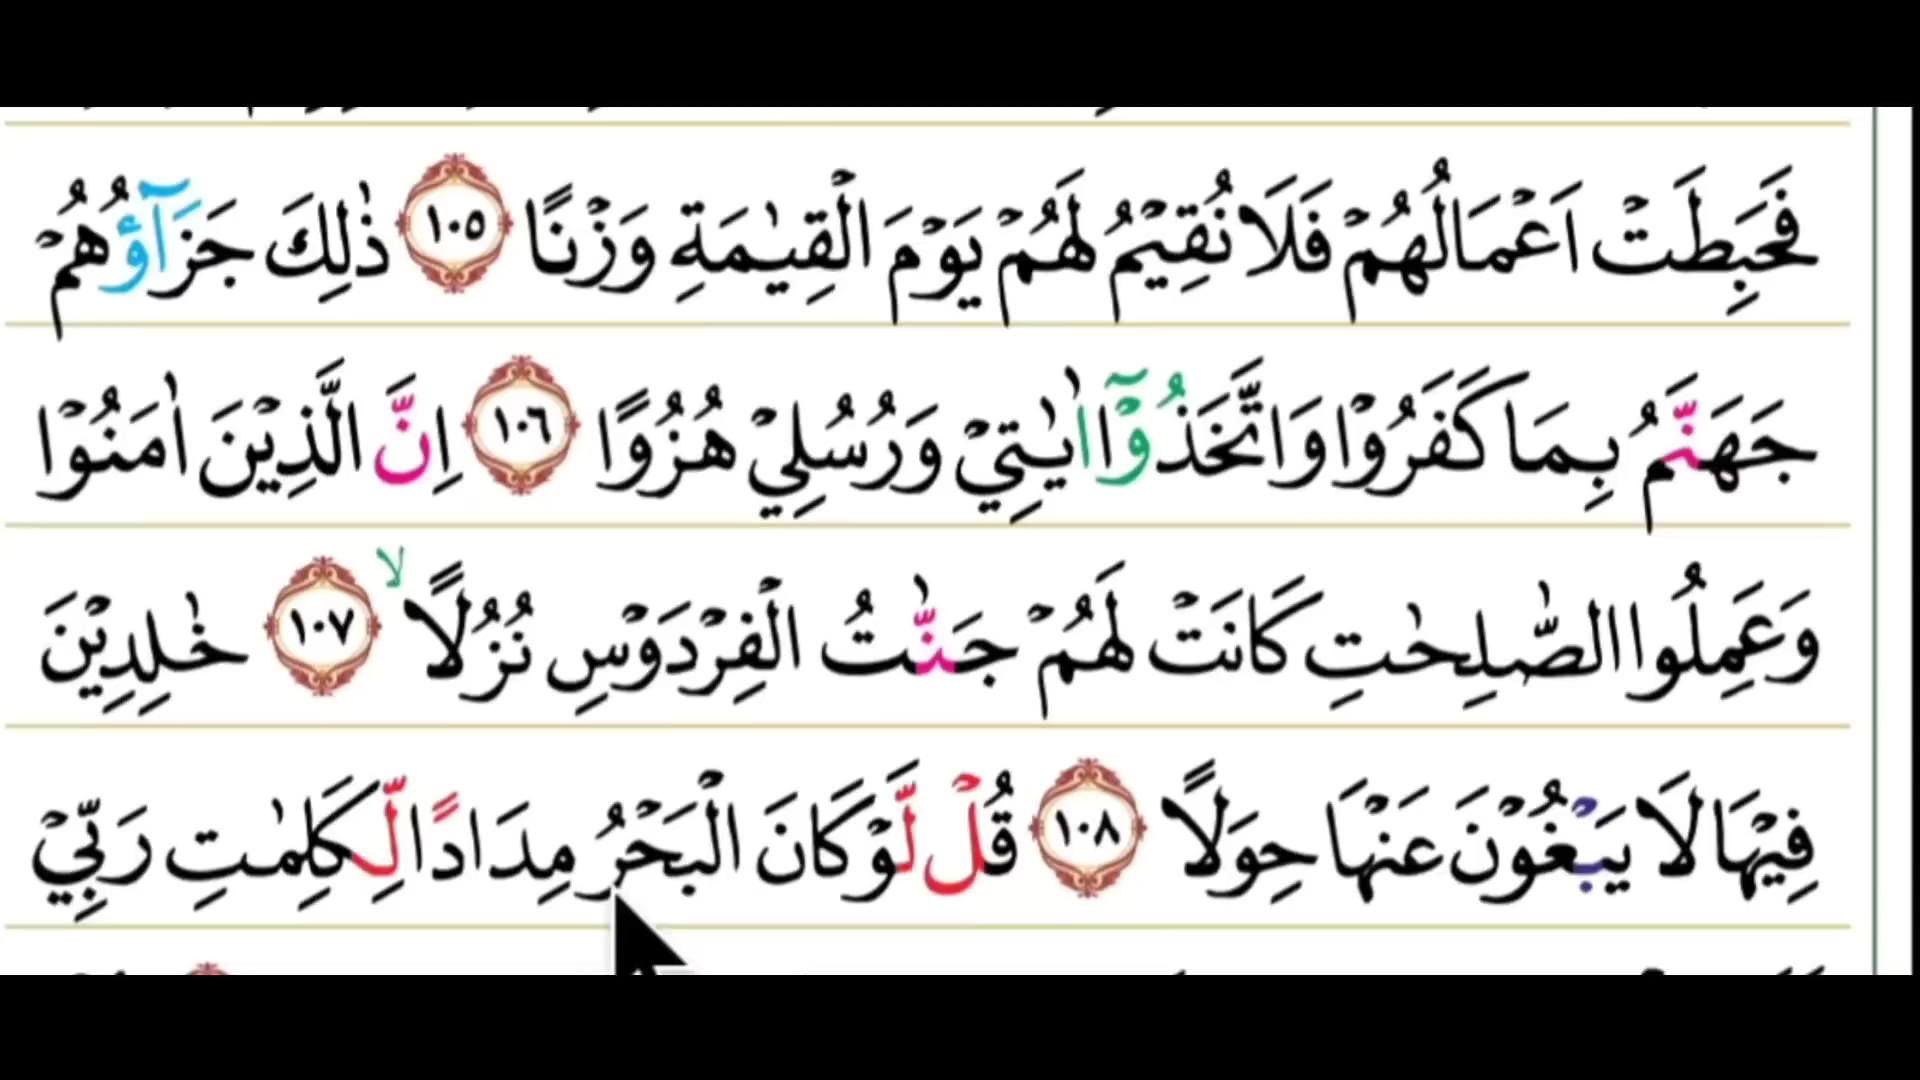 فَحَبِطَتْ اَعْمَالُهُمْ فَلَا نُقِيْمُ لَهُمْ يَوْمَ الْقِيٰمَةِ وَزْنًا ۝١٠٥ ذٰلِكَ جَزَآؤُهُمْ
جَهَنَّمُ بِمَا كَفَرُوْا وَاتَّخَذُوْٓا اٰيٰتِيْ وَرُسُلِيْ هُزُوًا ۝١٠٦ اِنَّ الَّذِيْنَ اٰمَنُوْا
وَعَمِلُوا الصّٰلِحٰتِ كَانَتْ لَهُمْ جَنّٰتُ الْفِرْدَوْسِ نُزُلًا ۙ۝١٠٧ خٰلِدِيْنَ
فِيْهَا لَا يَبْغُوْنَ عَنْهَا حِوَلًا ۝١٠٨ قُلْ لَّوْ كَانَ الْبَحْرُ مِدَادًا لِّكَلِمٰتِ رَبِّيْ